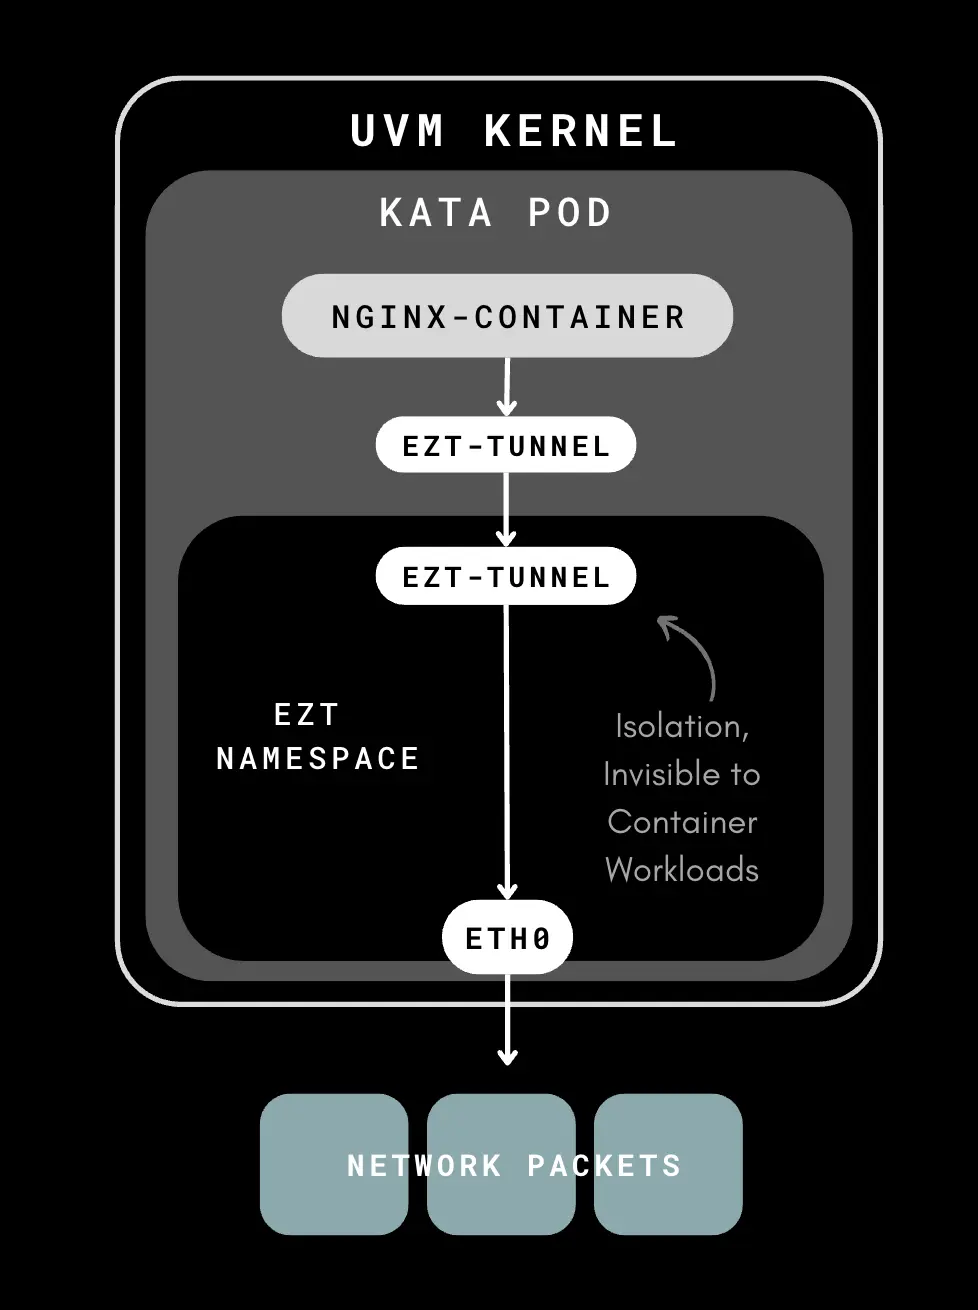 UVM KERNEL
KATA POD
NGINX-CONTAINER
EZT-TUNNEL
EZT-TUNNEL
EZT
NAMESPACE
Isolation,
Invisible to
Container
Workloads
ETH0
NETWORK PACKETS